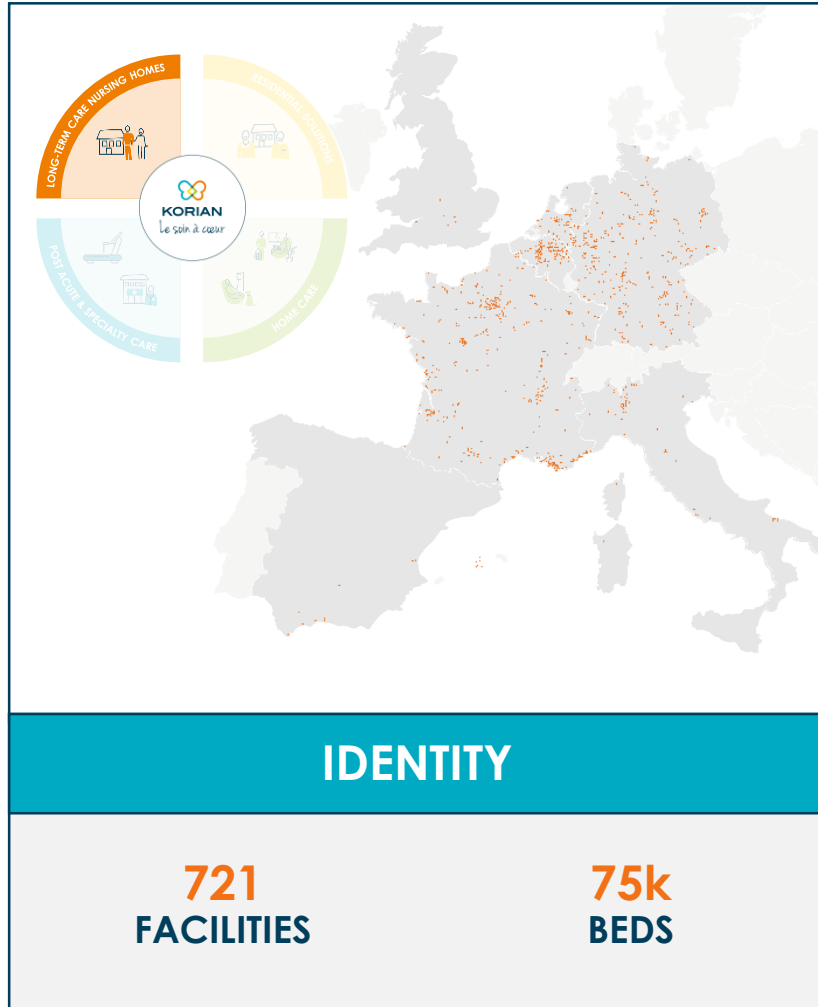 LONG-TERM CARE NURSING HOMES
RESIDENTIAL SOLUTIONS
KORIAN
Le soin à cœur
POST ACUTE & SPECIALTY CARE
HOME CARE
IDENTITY
721
FACILITIES
75k
BEDS